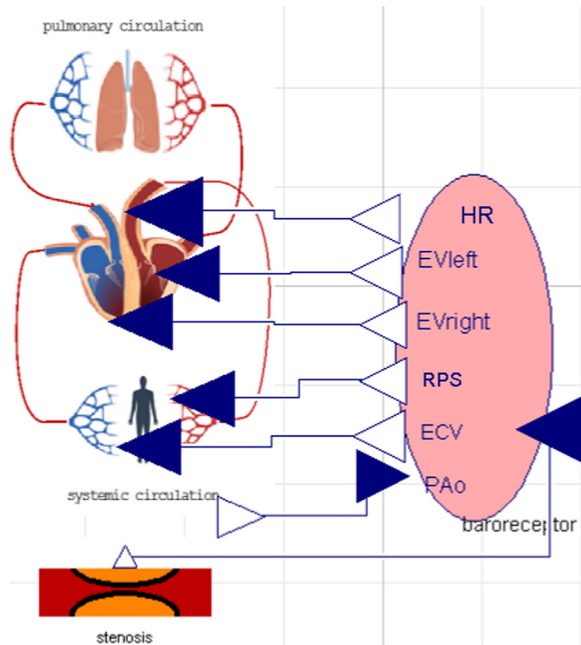 pulmonary circulation
HR
EVleft
EVright
RPS
ECV
PAo
systemic circulation
baroreceptor
stenosis